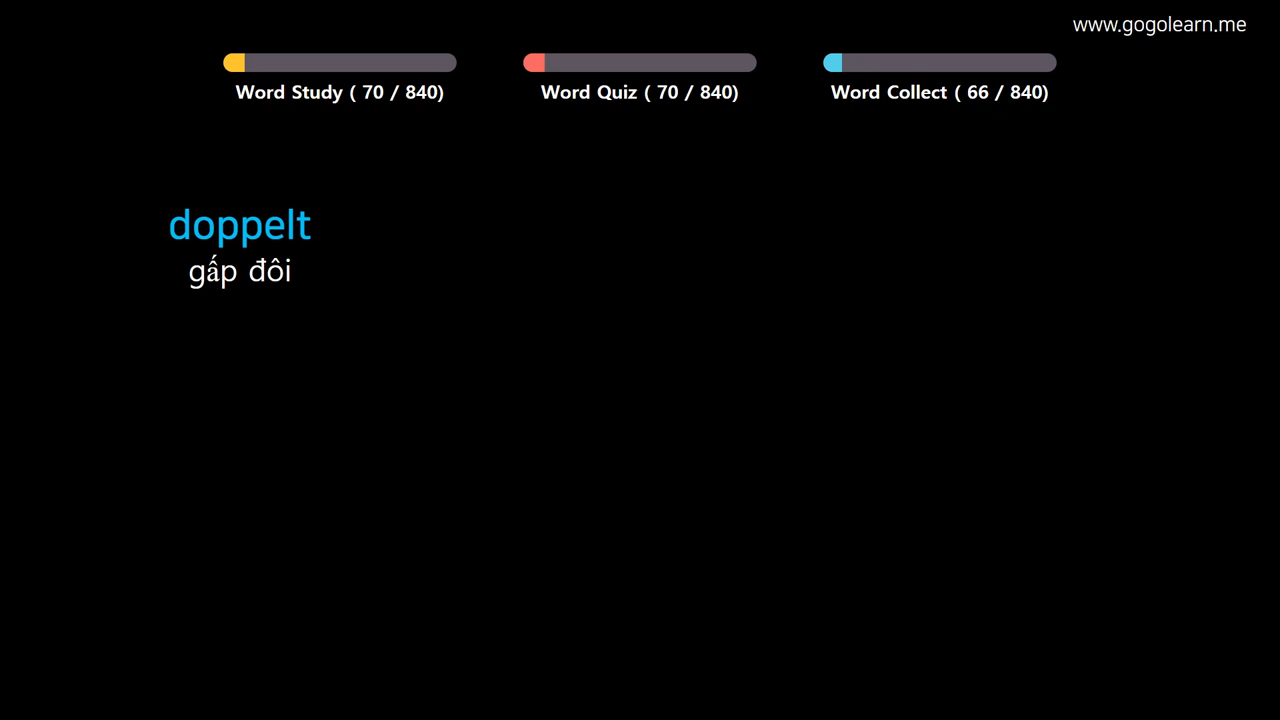 www.gogolearn.me
Word Study ( 70 / 840)
Word Quiz ( 70 / 840)
Word Collect ( 66 / 840)
doppelt
gấp đôi